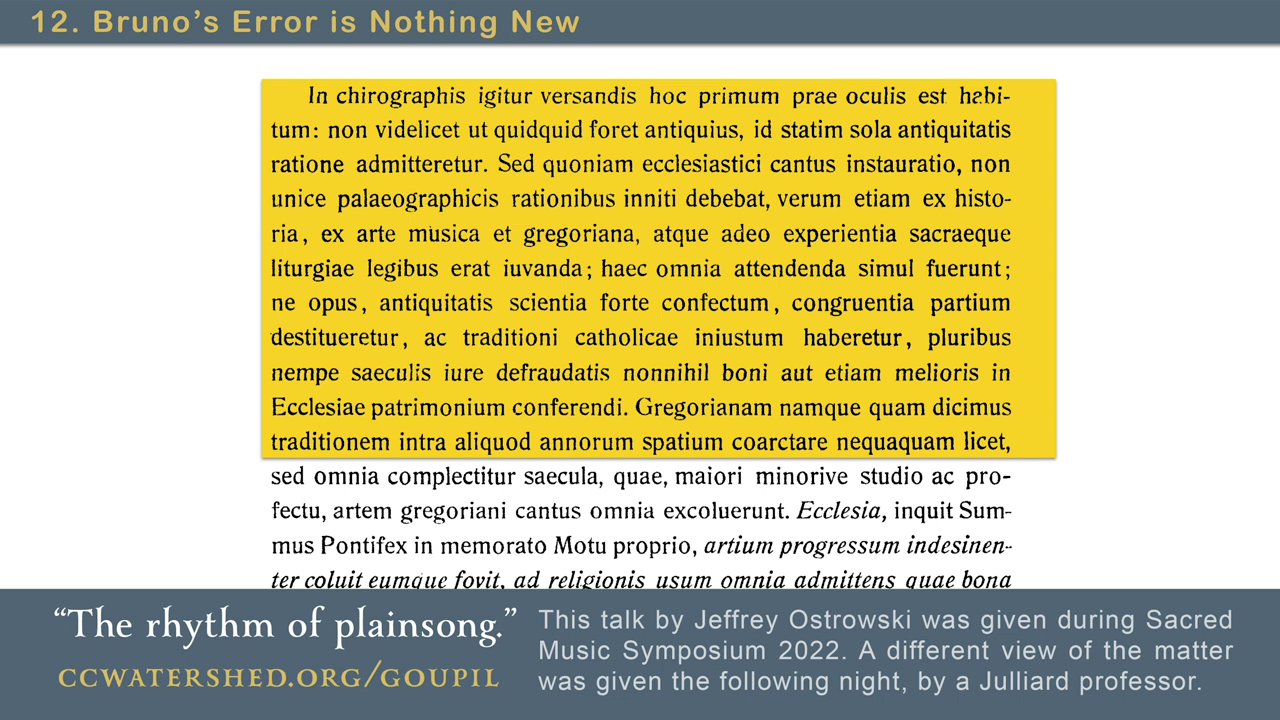 12. Bruno's Error is Nothing New
In chirographis igitur versandis hoc primum prae oculis est habi-
tum: non videlicet ut quidquid foret antiquius, id statim sola antiquitatis
ratione admitteretur. Sed quoniam ecclesiastici cantus instauratio, non
unice palaeographicis rationibus inniti debebat, verum etiam ex histo-
ria, ex arte musica et gregoriana, atque adeo experientia sacraeque
liturgiae legibus erat iuvanda; haec omnia attendenda simul fuerunt;
ne opus, antiquitatis scientia forte confectum, congruentia partium
destitueretur, ac traditioni catholicae iniustum haberetur, pluribus
nempe saeculis iure defraudatis nonnihil boni aut etiam melioris in
Ecclesiae patrimonium conferendi. Gregorianam namque quam dicimus
traditionem intra aliquod annorum spatium coarctare nequaquam licet,
sed omnia complectitur saecula, quae, maiori minorive studio ac pro-
fectu, artem gregoriani cantus omnia excoluerunt. Ecclesia, inquit Sum-
mus Pontifex in memorato Motu proprio, artium progressum indesinen-
ter coluit eumque fovit, ad religionis usum omnia admittens quae bona
"The rhythm of plainsong."
CCWATERSHED.ORG/GOUPIL
This talk by Jeffrey Ostrowski was given during Sacred
Music Symposium 2022. A different view of the matter
was given the following night, by a Julliard professor.